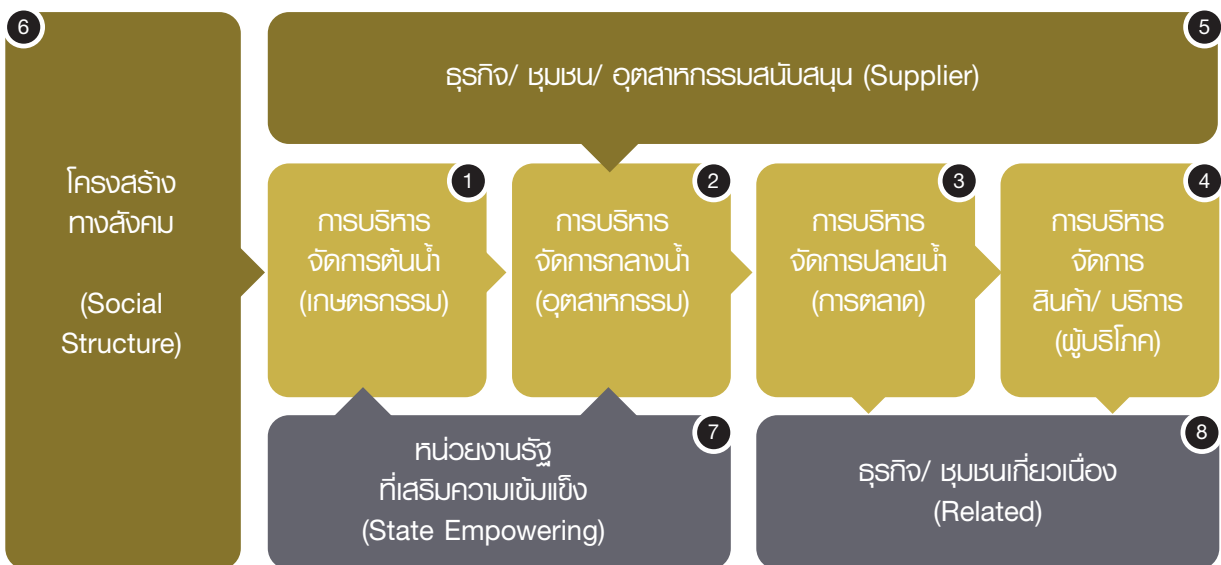 6
โครงสร้าง
ทางสังคม
(Social
Structure)
5
ธุรกิจ/ ชุมชน/ อุตสาหกรรมสนับสนุน (Supplier)
1
การบริหาร
จัดการต้นน้ำ
(เกษตรกรรม)
2
การบริหาร
จัดการกลางน้ำ
(อุตสาหกรรม)
3
การบริหาร
จัดการปลายน้ำ
(การตลาด)
4
การบริหาร
จัดการ
สินค้า/ บริการ
(ผู้บริโภค)
7
หน่วยงานรัฐ
ที่เสริมความเข้มแข็ง
(State Empowering)
8
ธุรกิจ/ ชุมชนเกี่ยวเนื่อง
(Related)